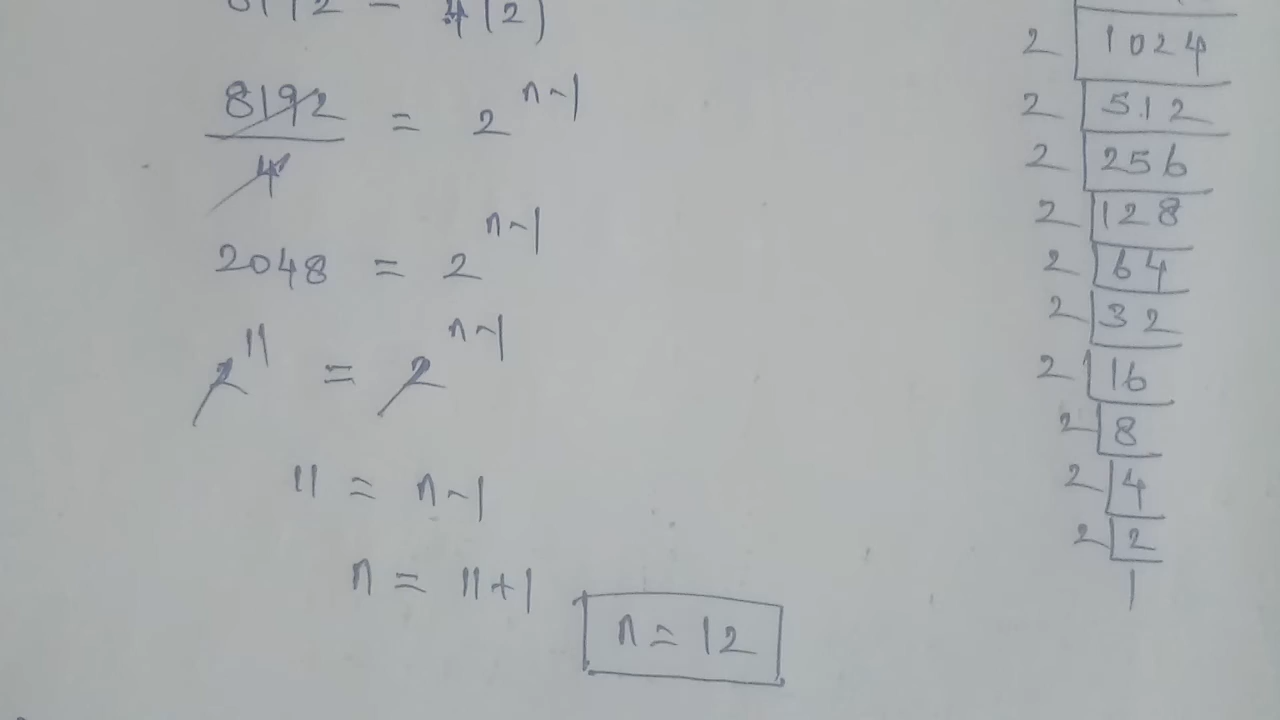 8192 = 4(2)
8192/4 = 2^(n-1)
2048 = 2^(n-1)
2^11 = 2^(n-1)
11 = n-1
n = 11+1
n = 12
2 | 1024
2 | 512
2 | 256
2 | 128
2 | 64
2 | 32
2 | 16
2 | 8
2 | 4
2 | 2
1